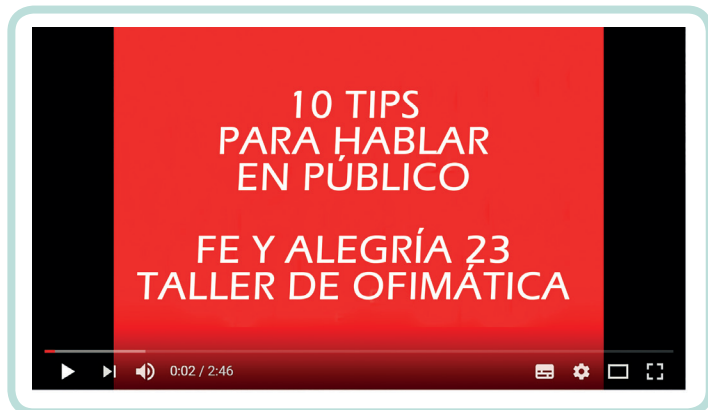 10 TIPS
PARA HABLAR
EN PÚBLICO
FE Y ALEGRÍA 23
TALLER DE OFIMÁTICA
0:02 / 2:46